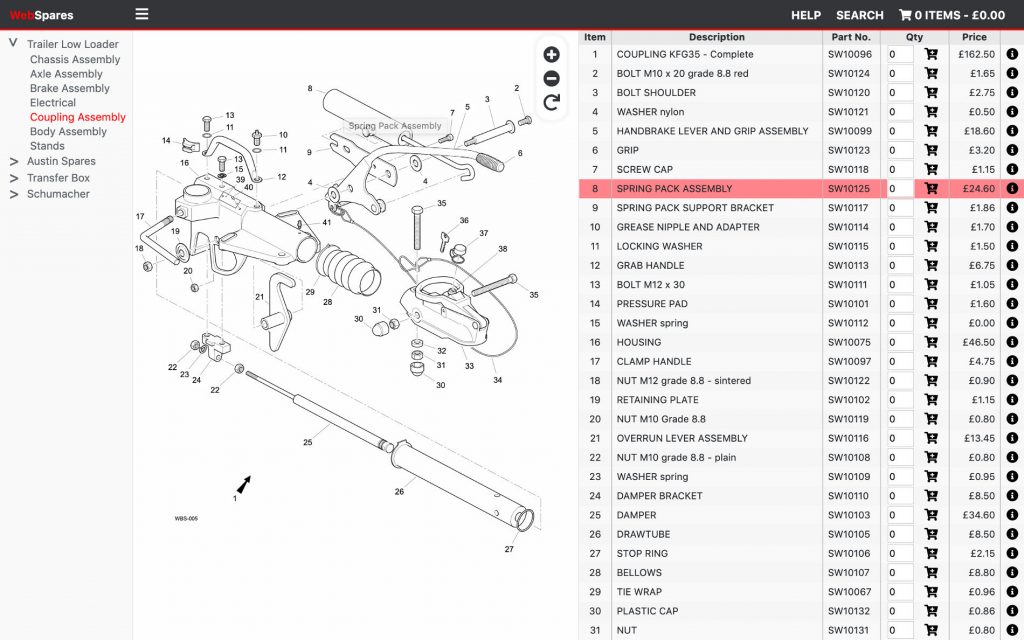 WebSpares
HELP SEARCH 0 ITEMS - £0.00
Trailer Low Loader
Chassis Assembly
Axle Assembly
Brake Assembly
Electrical
Coupling Assembly
Body Assembly
Stands
Austin Spares
Transfer Box
Schumacher
8
13
11
14
10
11
9
7
5
3
2
Spring Pack Assembly
6
4
4
13
15
39
40
16
12
17
19
18
20
41
35
36
37
38
35
21
29
28
30
31
32
31
30
33
34
22
23
24
22
25
26
27
1
WBS-005
Item Description Part No. Qty Price
1 COUPLING KFG35 - Complete SW10096 0 £162.50
2 BOLT M10 x 20 grade 8.8 red SW10124 0 £1.65
3 BOLT SHOULDER SW10120 0 £2.75
4 WASHER nylon SW10121 0 £0.50
5 HANDBRAKE LEVER AND GRIP ASSEMBLY SW10099 0 £18.60
6 GRIP SW10123 0 £3.20
7 SCREW CAP SW10118 0 £1.15
8 SPRING PACK ASSEMBLY SW10125 0 £24.60
9 SPRING PACK SUPPORT BRACKET SW10117 0 £1.86
10 GREASE NIPPLE AND ADAPTER SW10114 0 £1.70
11 LOCKING WASHER SW10115 0 £1.50
12 GRAB HANDLE SW10113 0 £6.75
13 BOLT M12 x 30 SW10111 0 £1.05
14 PRESSURE PAD SW10101 0 £1.60
15 WASHER spring SW10112 0 £0.00
16 HOUSING SW10075 0 £46.50
17 CLAMP HANDLE SW10097 0 £4.75
18 NUT M12 grade 8.8 - sintered SW10122 0 £0.90
19 RETAINING PLATE SW10102 0 £1.15
20 NUT M10 Grade 8.8 SW10119 0 £0.80
21 OVERRUN LEVER ASSEMBLY SW10116 0 £13.45
22 NUT M10 grade 8.8 - plain SW10108 0 £0.80
23 WASHER spring SW10109 0 £0.95
24 DAMPER BRACKET SW10110 0 £8.50
25 DAMPER SW10103 0 £34.60
26 DRAWTUBE SW10105 0 £8.50
27 STOP RING SW10106 0 £2.15
28 BELLOWS SW10107 0 £8.80
29 TIE WRAP SW10067 0 £0.96
30 PLASTIC CAP SW10132 0 £0.86
31 NUT SW10131 0 £0.80